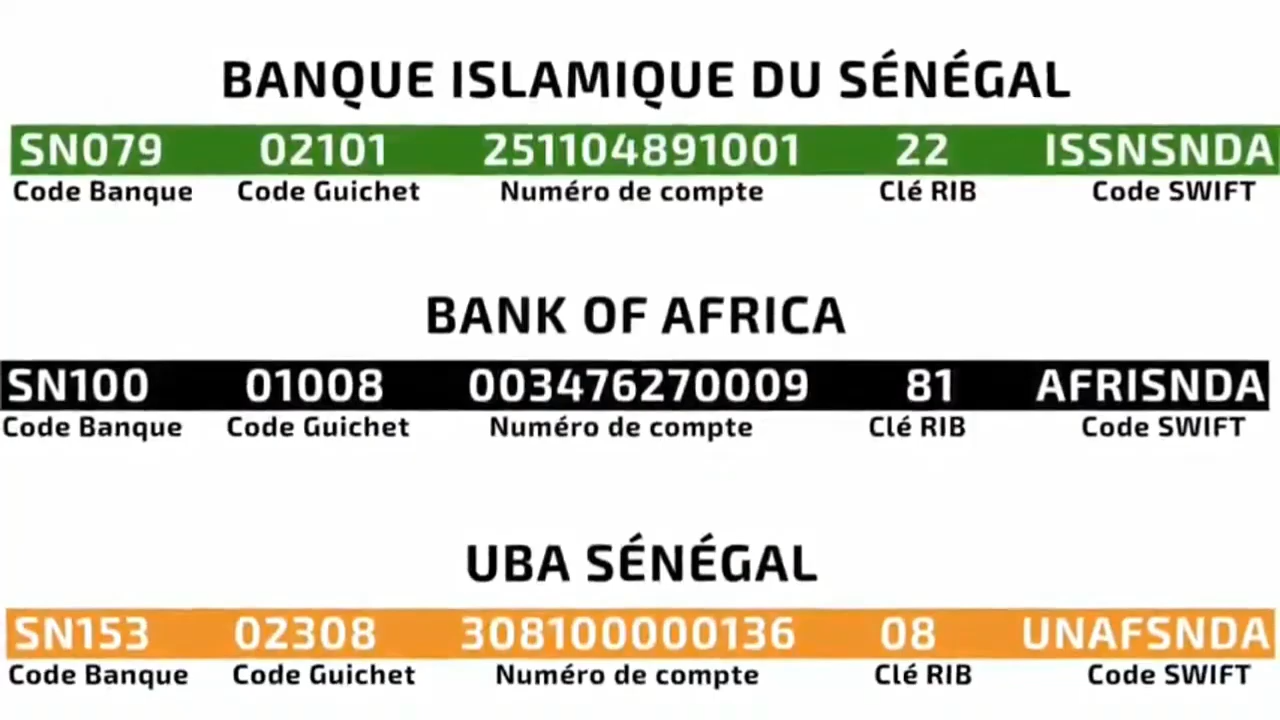 BANQUE ISLAMIQUE DU SÉNÉGAL
SN079 02101 251104891001 22 ISSNSNDA
Code Banque Code Guichet Numéro de compte Clé RIB Code SWIFT
BANK OF AFRICA
SN100 01008 003476270009 81 AFRISNDA
Code Banque Code Guichet Numéro de compte Clé RIB Code SWIFT
UBA SÉNÉGAL
SN153 02308 308100000136 08 UNAFSNDA
Code Banque Code Guichet Numéro de compte Clé RIB Code SWIFT